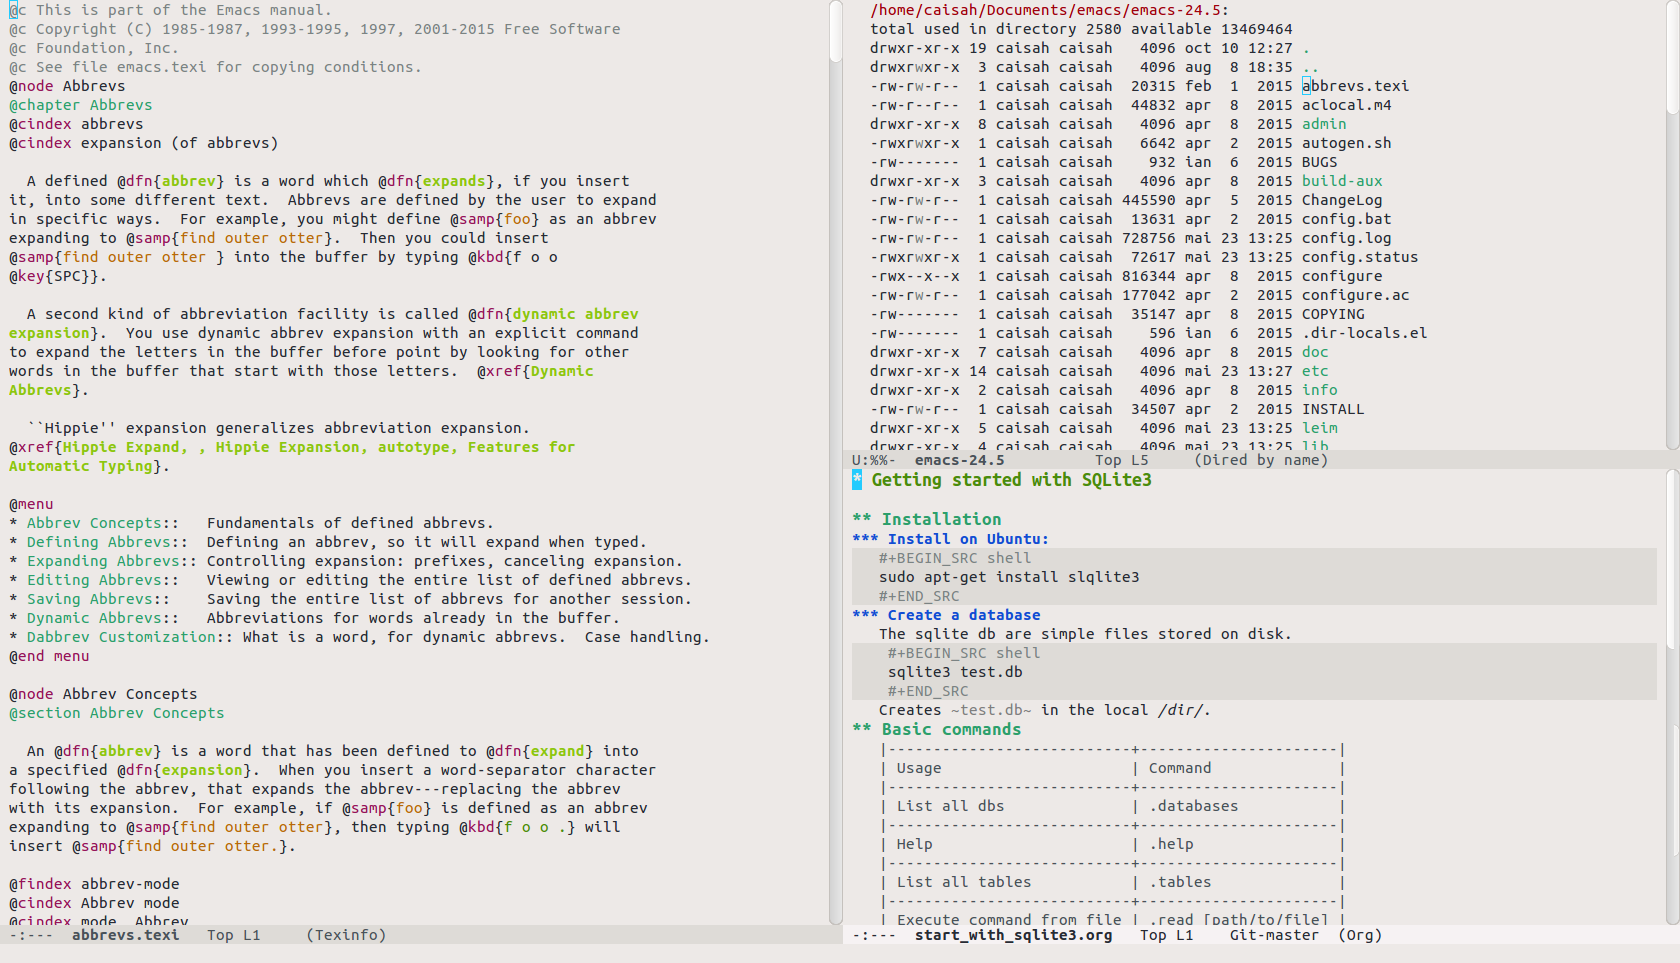 @c This is part of the Emacs manual.
@c Copyright (C) 1985-1987, 1993-1995, 1997, 2001-2015 Free Software
@c Foundation, Inc.
@c See file emacs.texi for copying conditions.
@node Abbrevs
@chapter Abbrevs
@cindex abbrevs
@cindex expansion (of abbrevs)

  A defined @dfn{abbrev} is a word which @dfn{expands}, if you insert
it, into some different text.  Abbrevs are defined by the user to expand
in specific ways.  For example, you might define @samp{foo} as an abbrev
expanding to @samp{find outer otter}.  Then you could insert
@samp{find outer otter } into the buffer by typing @kbd{f o o
@key{SPC}}.

  A second kind of abbreviation facility is called @dfn{dynamic abbrev
expansion}.  You use dynamic abbrev expansion with an explicit command
to expand the letters in the buffer before point by looking for other
words in the buffer that start with those letters.  @xref{Dynamic
Abbrevs}.

  ``Hippie'' expansion generalizes abbreviation expansion.
@xref{Hippie Expand, , Hippie Expansion, autotype, Features for
Automatic Typing}.

@menu
* Abbrev Concepts::   Fundamentals of defined abbrevs.
* Defining Abbrevs::  Defining an abbrev, so it will expand when typed.
* Expanding Abbrevs:: Controlling expansion: prefixes, canceling expansion.
* Editing Abbrevs::   Viewing or editing the entire list of defined abbrevs.
* Saving Abbrevs::    Saving the entire list of abbrevs for another session.
* Dynamic Abbrevs::   Abbreviations for words already in the buffer.
* Dabbrev Customization:: What is a word, for dynamic abbrevs.  Case handling.
@end menu

@node Abbrev Concepts
@section Abbrev Concepts

  An @dfn{abbrev} is a word that has been defined to @dfn{expand} into
a specified @dfn{expansion}.  When you insert a word-separator character
following the abbrev, that expands the abbrev---replacing the abbrev
with its expansion.  For example, if @samp{foo} is defined as an abbrev
expanding to @samp{find outer otter}, then typing @kbd{f o o .} will
insert @samp{find outer otter.}.

@findex abbrev-mode
@cindex Abbrev mode
@cindex mode, Abbrev
-:---  abbrevs.texi   Top L1     (Texinfo)
/home/caisah/Documents/emacs/emacs-24.5:
total used in directory 2580 available 13469464
drwxr-xr-x 19 caisah caisah   4096 oct 10 12:27 .
drwxrwxr-x  3 caisah caisah   4096 aug  8 18:35 ..
-rw-rw-r--  1 caisah caisah  20315 feb  1  2015 abbrevs.texi
-rw-r--r--  1 caisah caisah  44832 apr  8  2015 aclocal.m4
drwxr-xr-x  8 caisah caisah   4096 apr  8  2015 admin
-rwxrwxr-x  1 caisah caisah   6642 apr  2  2015 autogen.sh
-rw-------  1 caisah caisah    932 ian  6  2015 BUGS
drwxr-xr-x  3 caisah caisah   4096 apr  8  2015 build-aux
-rw-rw-r--  1 caisah caisah 445590 apr  5  2015 ChangeLog
-rw-rw-r--  1 caisah caisah  13631 apr  2  2015 config.bat
-rw-rw-r--  1 caisah caisah 728756 mai 23 13:25 config.log
-rwxrwxr-x  1 caisah caisah  72617 mai 23 13:25 config.status
-rwx--x--x  1 caisah caisah 816344 apr  8  2015 configure
-rw-rw-r--  1 caisah caisah 177042 apr  2  2015 configure.ac
-rw-------  1 caisah caisah  35147 apr  8  2015 COPYING
-rw-------  1 caisah caisah    596 ian  6  2015 .dir-locals.el
drwxr-xr-x  7 caisah caisah   4096 apr  8  2015 doc
drwxr-xr-x 14 caisah caisah   4096 mai 23 13:27 etc
drwxr-xr-x  2 caisah caisah   4096 apr  8  2015 info
-rw-rw-r--  1 caisah caisah  34507 apr  2  2015 INSTALL
drwxr-xr-x  5 caisah caisah   4096 mai 23 13:25 leim
drwxr-xr-x  4 caisah caisah   4096 mai 23 13:25 lib
U:%%-  emacs-24.5          Top L5     (Dired by name)
* Getting started with SQLite3

** Installation
*** Install on Ubuntu:
   #+BEGIN_SRC shell
   sudo apt-get install slqlite3
   #+END_SRC
*** Create a database
   The sqlite db are simple files stored on disk.
    #+BEGIN_SRC shell
    sqlite3 test.db
    #+END_SRC
   Creates ~test.db~ in the local /dir/.
** Basic commands
   |---------------------------+----------------------|
   | Usage                     | Command              |
   |---------------------------+----------------------|
   | List all dbs              | .databases           |
   |---------------------------+----------------------|
   | Help                      | .help                |
   |---------------------------+----------------------|
   | List all tables           | .tables              |
   |---------------------------+----------------------|
   | Execute command from file | .read [path/to/file] |
-:---  start_with_sqlite3.org   Top L1    Git-master  (Org)